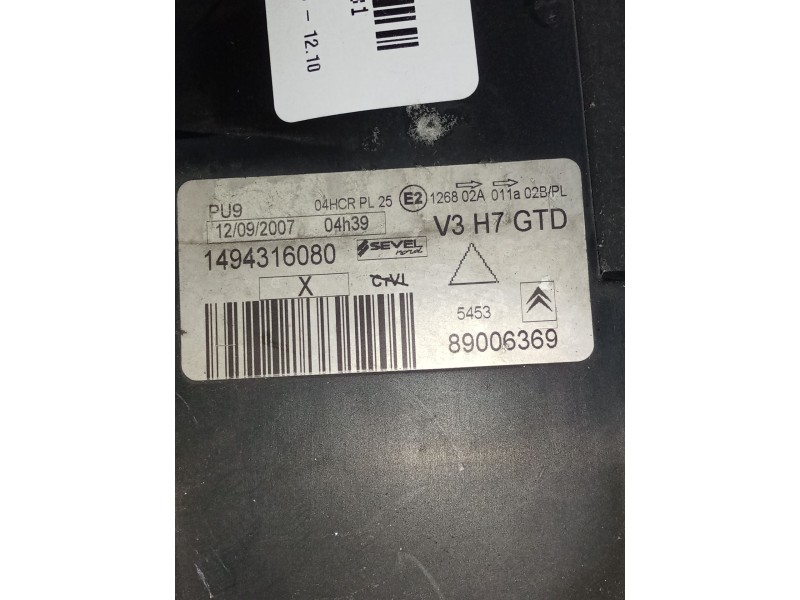 - 12.10
PU9 04HCR PL 25 E2 1268 02A 011a 02B/PL
12/09/2007 04h39 V3 H7 GTD
1494316080 SEVEL nord
X
5453
89006369